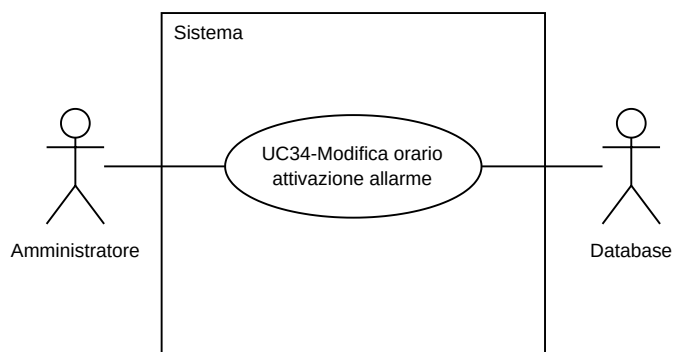 Sistema
UC34-Modifica orario
attivazione allarme
Amministratore
Database